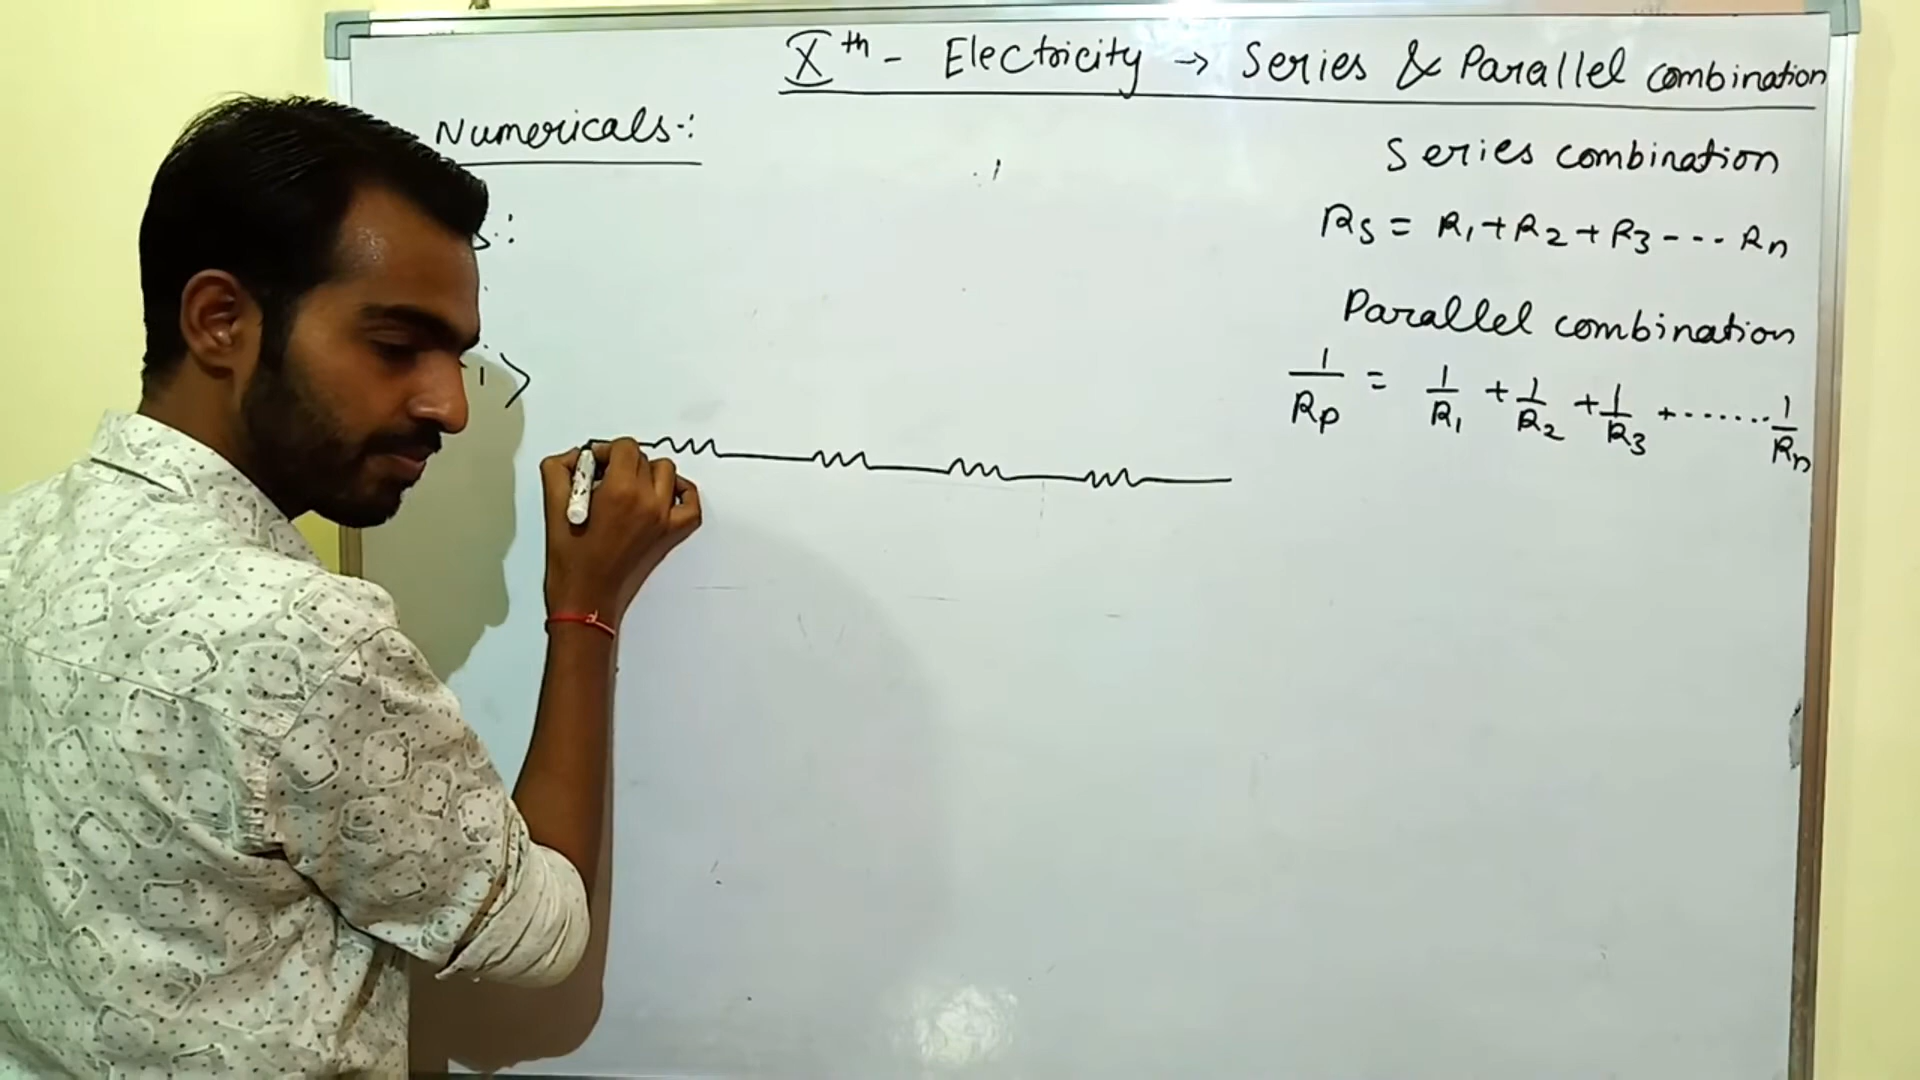 Xth - Electricity → Series & Parallel combination
Numericals:
Series combination
Rs = R1 + R2 + R3 --- Rn
Parallel combination
1/Rp = 1/R1 + 1/R2 + 1/R3 + ....... 1/Rn